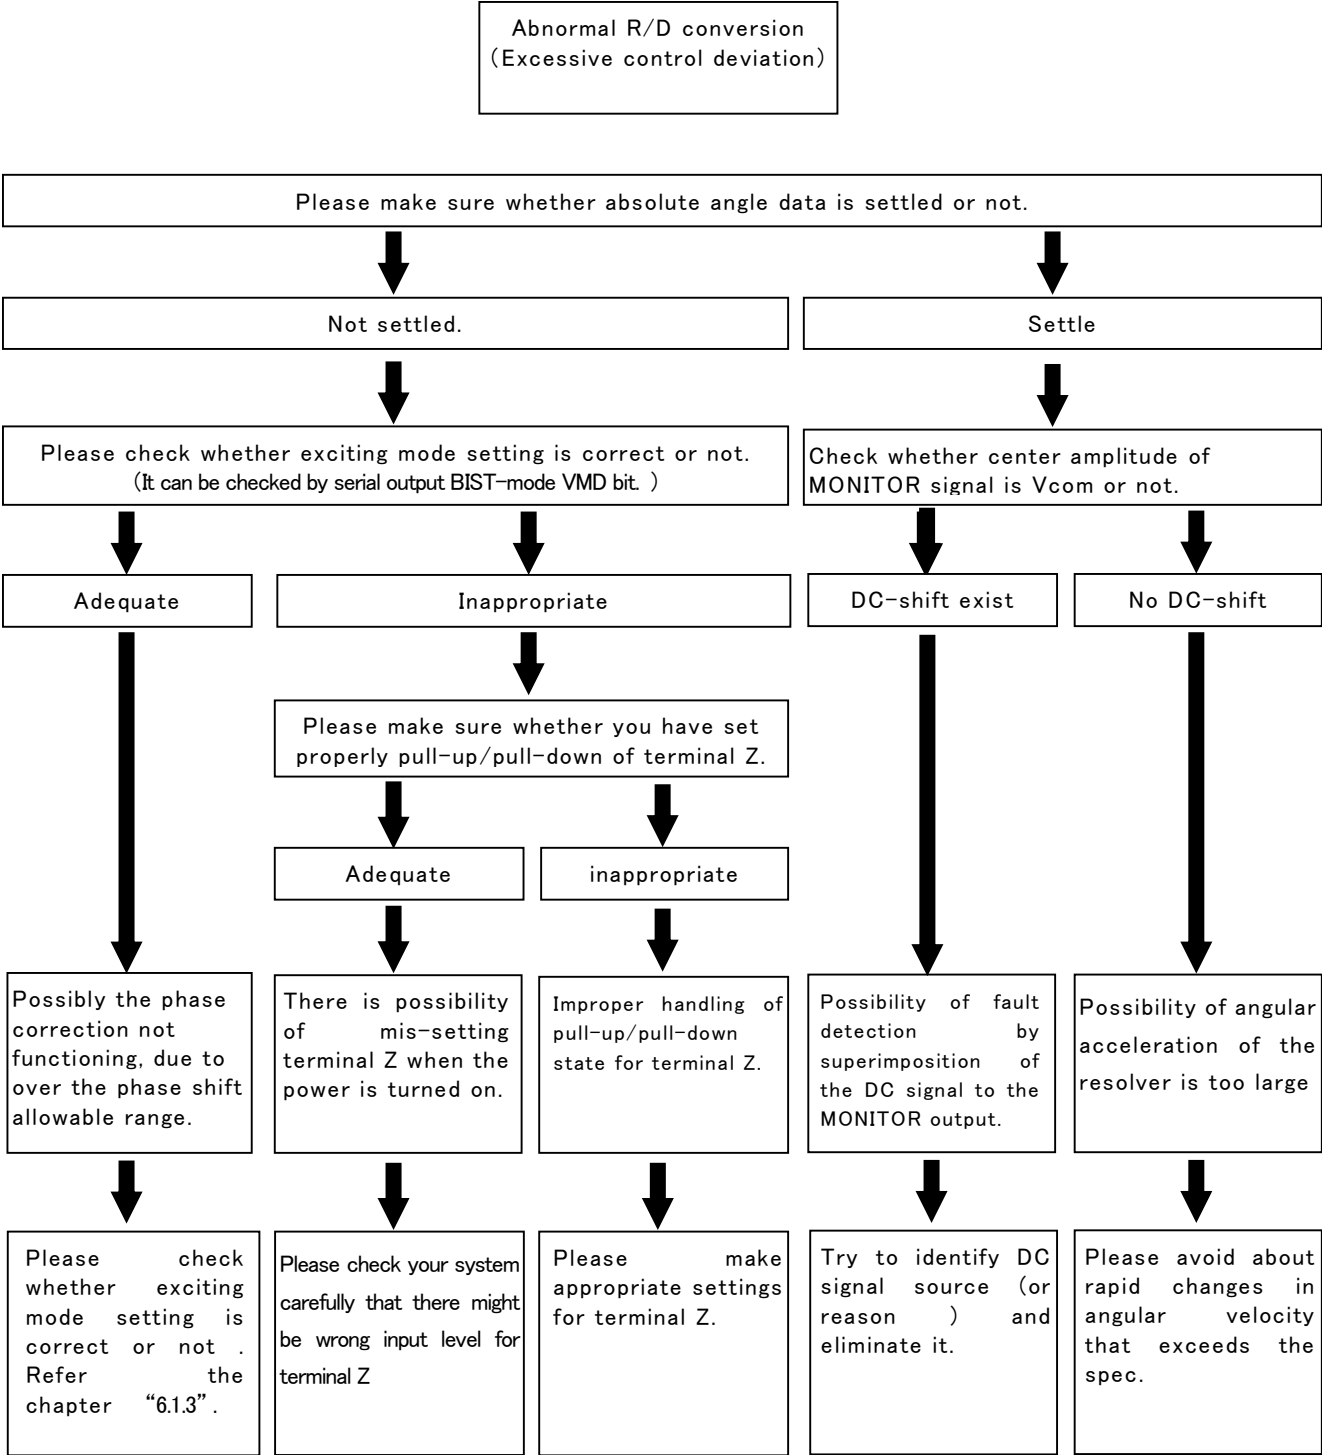 Abnormal R/D conversion
(Excessive control deviation)
Please make sure whether absolute angle data is settled or not.
Not settled.
Settle
Please check whether exciting mode setting is correct or not.
(It can be checked by serial output BIST-mode VMD bit. )
Check whether center amplitude of
MONITOR signal is Vcom or not.
Adequate
Inappropriate
DC-shift exist
No DC-shift
Please make sure whether you have set
properly pull-up/pull-down of terminal Z.
Adequate
inappropriate
Possibly the phase
correction not
functioning, due to
over the phase shift
allowable range.
There is possibility
of mis-setting
terminal Z when the
power is turned on.
Improper handling of
pull-up/pull-down
state for terminal Z.
Possibility of fault
detection by
superimposition of
the DC signal to the
MONITOR output.
Possibility of angular
acceleration of the
resolver is too large
Please check
whether exciting
mode setting is
correct or not .
Refer the
chapter “6.1.3”.
Please check your system
carefully that there might
be wrong input level for
terminal Z
Please make
appropriate settings
for terminal Z.
Try to identify DC
signal source (or
reason ) and
eliminate it.
Please avoid about
rapid changes in
angular velocity
that exceeds the
spec.